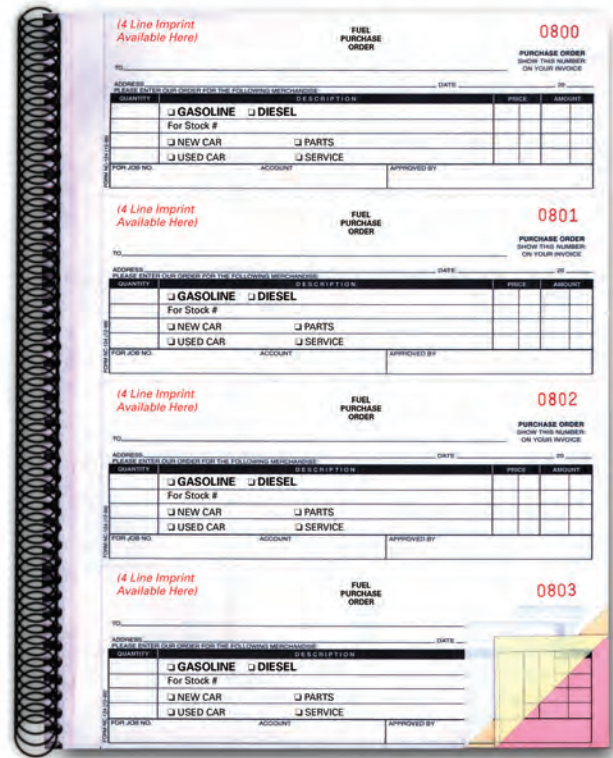 (4 Line Imprint
Available Here)
FUEL
PURCHASE
ORDER
0800
PURCHASE ORDER
SHOW THIS NUMBER
ON YOUR INVOICE
TO
ADDRESS DATE 20
PLEASE ENTER OUR ORDER FOR THE FOLLOWING MERCHANDISE:
QUANTITY DESCRIPTION PRICE AMOUNT
GASOLINE DIESEL
For Stock #
NEW CAR PARTS
USED CAR SERVICE
FOR JOB NO. ACCOUNT APPROVED BY
(4 Line Imprint
Available Here)
FUEL
PURCHASE
ORDER
0801
PURCHASE ORDER
SHOW THIS NUMBER
ON YOUR INVOICE
TO
ADDRESS DATE 20
PLEASE ENTER OUR ORDER FOR THE FOLLOWING MERCHANDISE:
QUANTITY DESCRIPTION PRICE AMOUNT
GASOLINE DIESEL
For Stock #
NEW CAR PARTS
USED CAR SERVICE
FOR JOB NO. ACCOUNT APPROVED BY
(4 Line Imprint
Available Here)
FUEL
PURCHASE
ORDER
0802
PURCHASE ORDER
SHOW THIS NUMBER
ON YOUR INVOICE
TO
ADDRESS DATE 20
PLEASE ENTER OUR ORDER FOR THE FOLLOWING MERCHANDISE:
QUANTITY DESCRIPTION PRICE AMOUNT
GASOLINE DIESEL
For Stock #
NEW CAR PARTS
USED CAR SERVICE
FOR JOB NO. ACCOUNT APPROVED BY
(4 Line Imprint
Available Here)
FUEL
PURCHASE
ORDER
0803
TO
ADDRESS DATE
PLEASE ENTER OUR ORDER FOR THE FOLLOWING MERCHANDISE:
QUANTITY DESCRIPTION
GASOLINE DIESEL
For Stock #
NEW CAR PARTS
USED CAR SERVICE
FOR JOB NO. ACCOUNT APPROVED BY